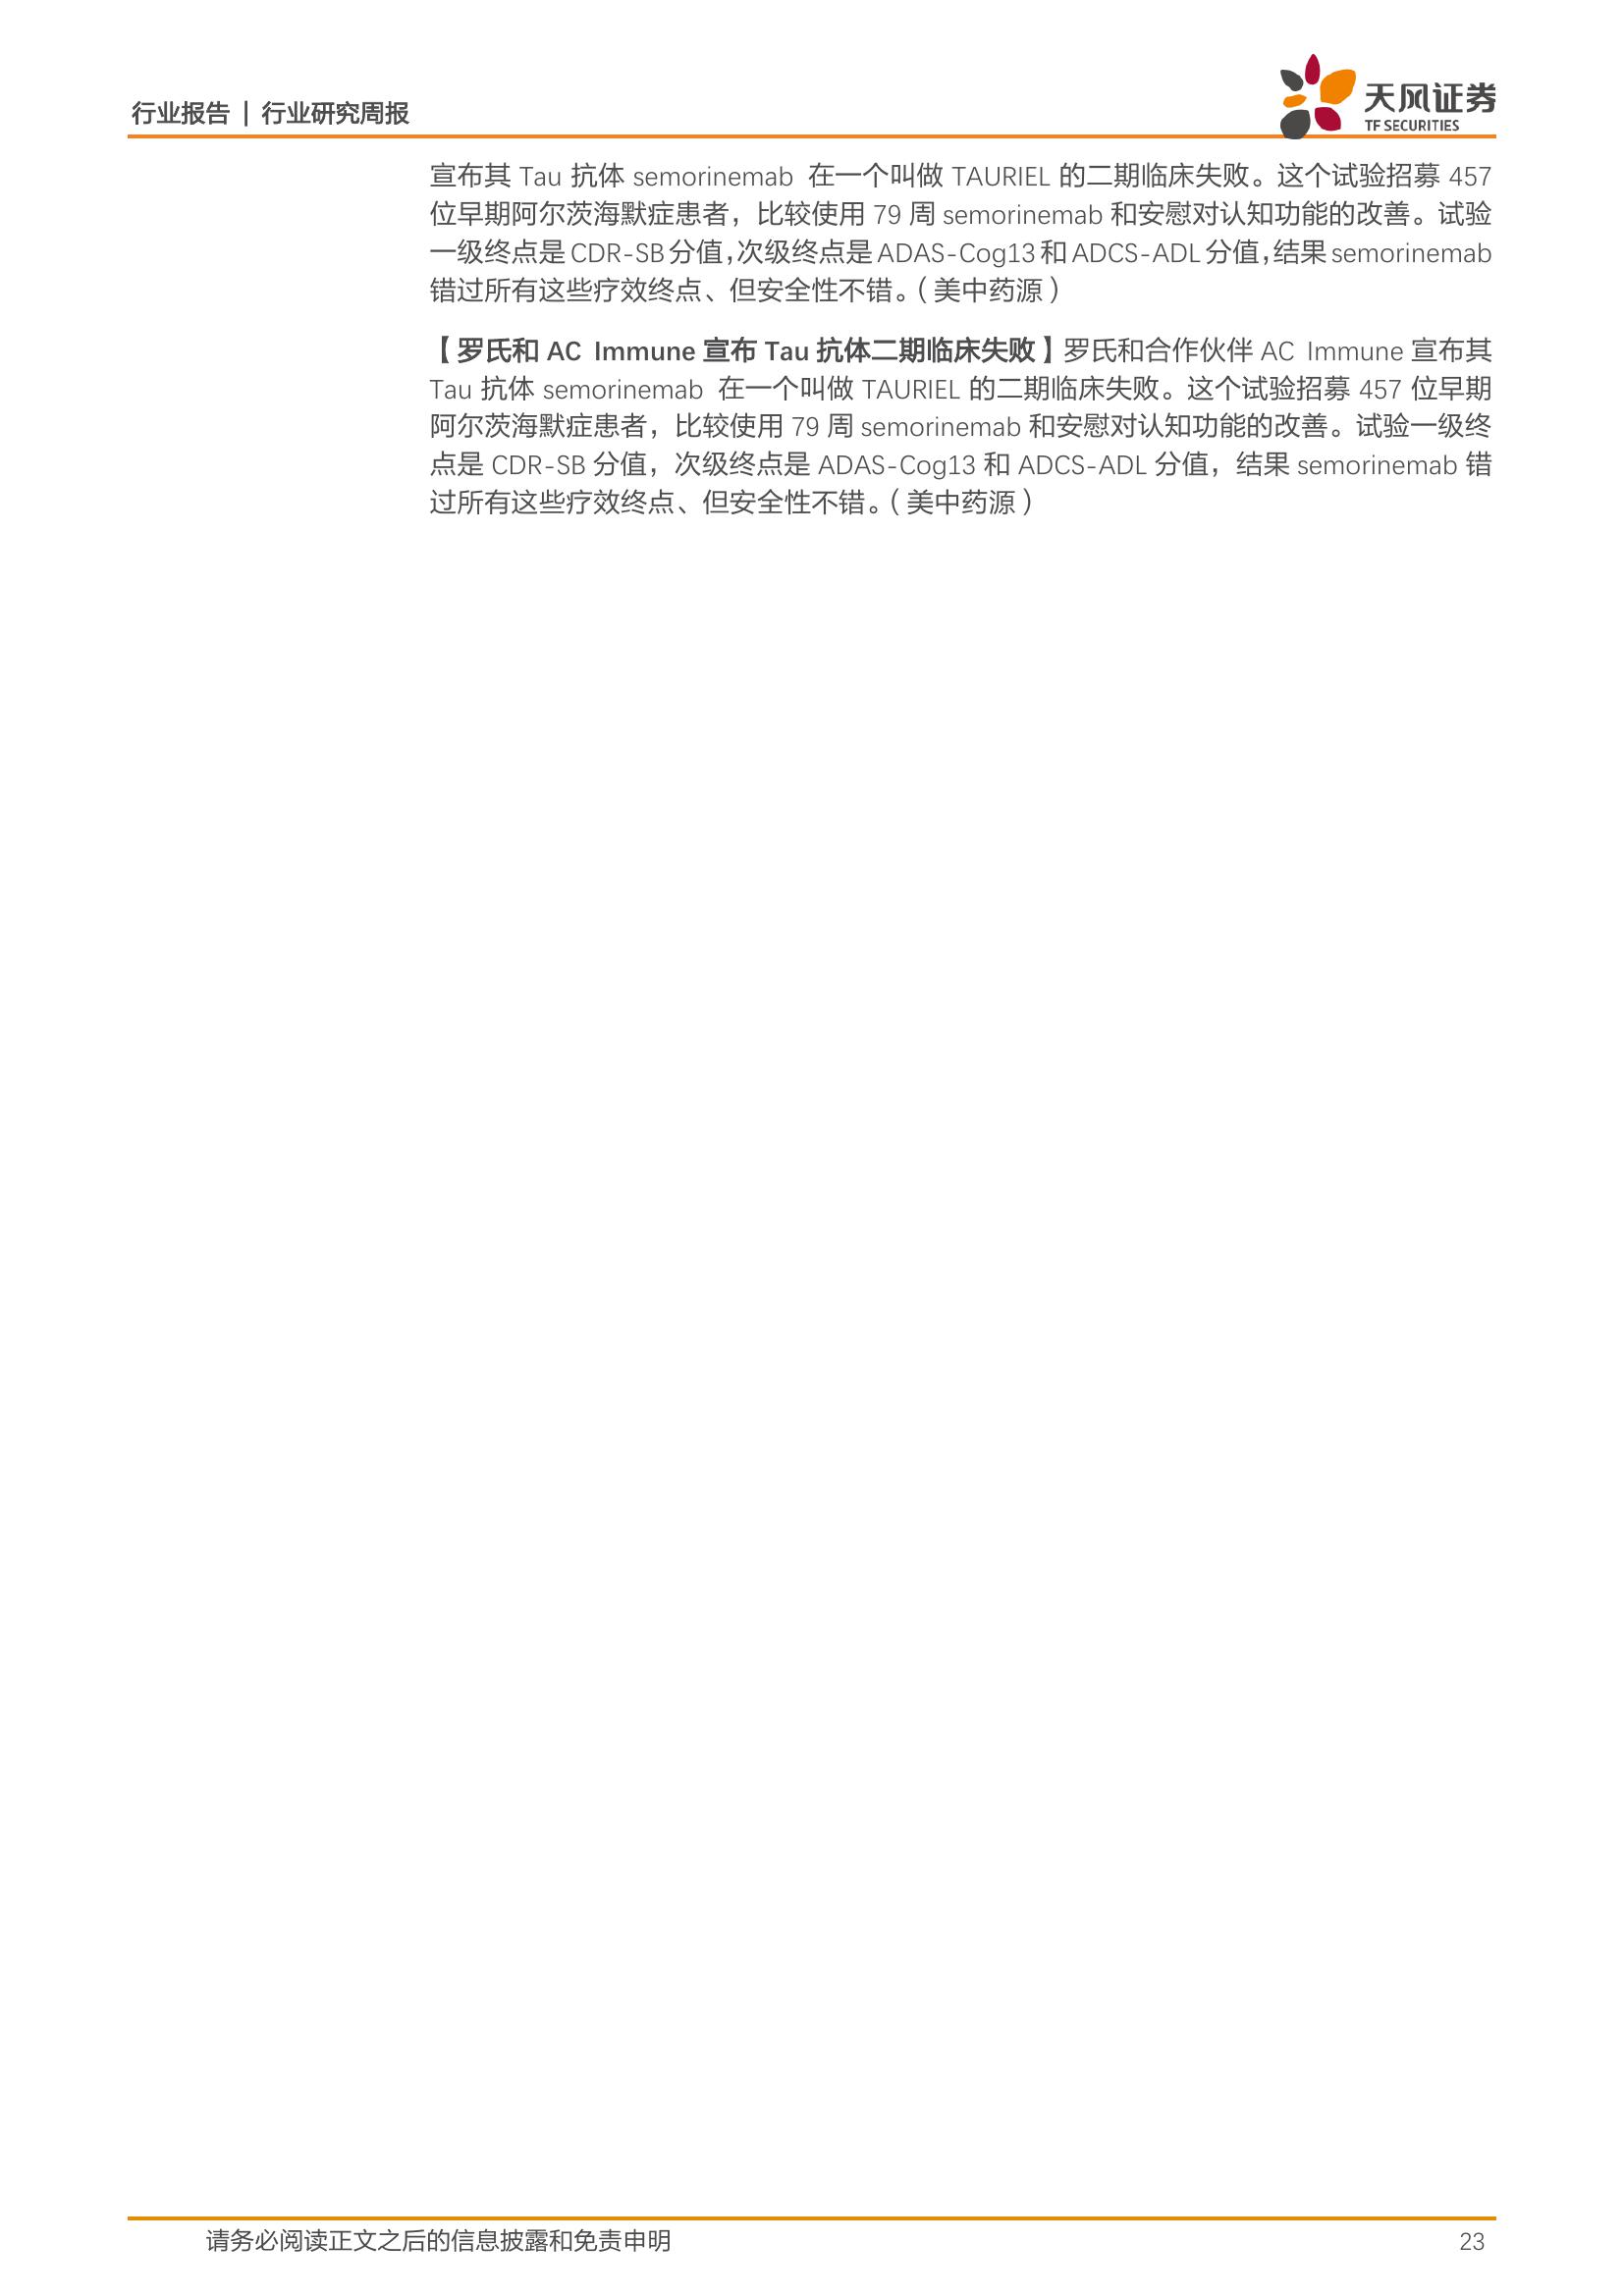 行业报告 | 行业研究周报
天风证券
TF SECURITIES
宣布其 Tau 抗体 semorinemab 在一个叫做 TAURIEL 的二期临床失败。这个试验招募 457
位早期阿尔茨海默症患者，比较使用 79 周 semorinemab 和安慰对认知功能的改善。试验
一级终点是 CDR-SB 分值，次级终点是 ADAS-Cog13 和 ADCS-ADL 分值，结果 semorinemab
错过所有这些疗效终点、但安全性不错。（美中药源）
【罗氏和 AC Immune 宣布 Tau 抗体二期临床失败】罗氏和合作伙伴 AC Immune 宣布其
Tau 抗体 semorinemab 在一个叫做 TAURIEL 的二期临床失败。这个试验招募 457 位早期
阿尔茨海默症患者，比较使用 79 周 semorinemab 和安慰对认知功能的改善。试验一级终
点是 CDR-SB 分值，次级终点是 ADAS-Cog13 和 ADCS-ADL 分值，结果 semorinemab 错
过所有这些疗效终点、但安全性不错。（美中药源）
请务必阅读正文之后的信息披露和免责申明
23